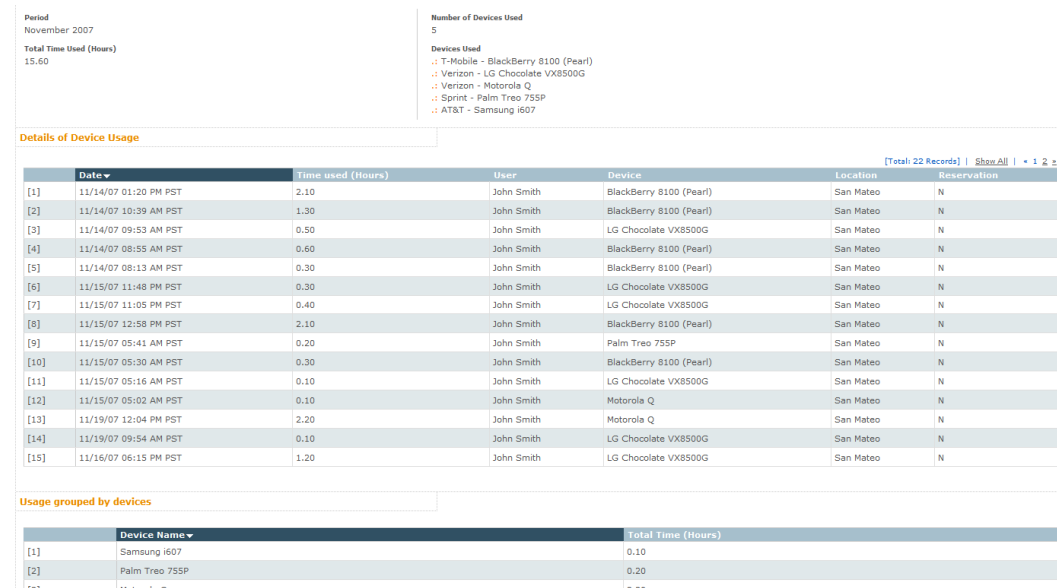 Period
November 2007
Total Time Used (Hours)
15.60
Number of Devices Used
5
Devices Used
.: T-Mobile - BlackBerry 8100 (Pearl)
.: Verizon - LG Chocolate VX8500G
.: Verizon - Motorola Q
.: Sprint - Palm Treo 755P
.: AT&T - Samsung i607
Details of Device Usage
[Total: 22 Records] | Show All | « 1 2 »
Date Time used (Hours) User Device Location Reservation
[1] 11/14/07 01:20 PM PST 2.10 John Smith BlackBerry 8100 (Pearl) San Mateo N
[2] 11/14/07 10:39 AM PST 1.30 John Smith BlackBerry 8100 (Pearl) San Mateo N
[3] 11/14/07 09:53 AM PST 0.50 John Smith LG Chocolate VX8500G San Mateo N
[4] 11/14/07 08:55 AM PST 0.60 John Smith BlackBerry 8100 (Pearl) San Mateo N
[5] 11/14/07 08:13 AM PST 0.30 John Smith BlackBerry 8100 (Pearl) San Mateo N
[6] 11/15/07 11:48 PM PST 0.30 John Smith LG Chocolate VX8500G San Mateo N
[7] 11/15/07 11:05 PM PST 0.40 John Smith LG Chocolate VX8500G San Mateo N
[8] 11/15/07 12:58 PM PST 2.10 John Smith BlackBerry 8100 (Pearl) San Mateo N
[9] 11/15/07 05:41 AM PST 0.20 John Smith Palm Treo 755P San Mateo N
[10] 11/15/07 05:30 AM PST 0.30 John Smith BlackBerry 8100 (Pearl) San Mateo N
[11] 11/15/07 05:16 AM PST 0.10 John Smith LG Chocolate VX8500G San Mateo N
[12] 11/15/07 05:02 AM PST 0.10 John Smith Motorola Q San Mateo N
[13] 11/19/07 12:04 PM PST 2.20 John Smith Motorola Q San Mateo N
[14] 11/19/07 09:54 AM PST 0.10 John Smith LG Chocolate VX8500G San Mateo N
[15] 11/16/07 06:15 PM PST 1.20 John Smith LG Chocolate VX8500G San Mateo N
Usage grouped by devices
Device Name Total Time (Hours)
[1] Samsung i607 0.10
[2] Palm Treo 755P 0.20